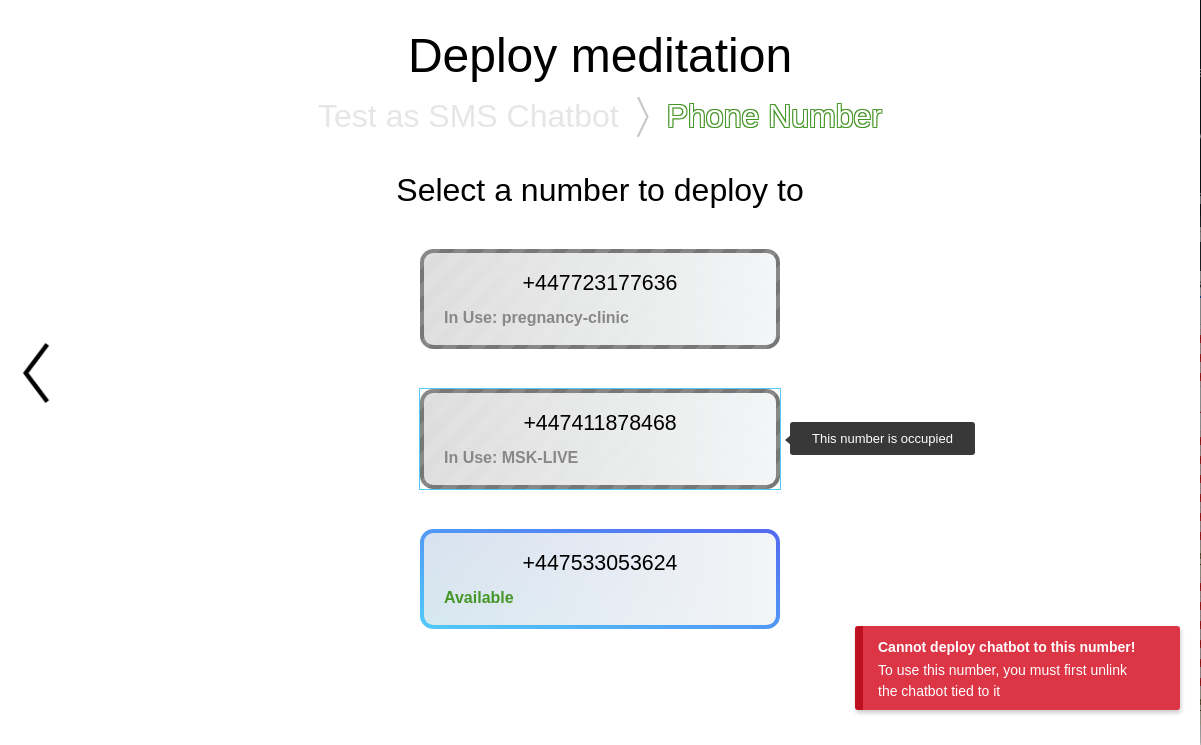 Deploy meditation
Test as SMS Chatbot
Phone Number
Select a number to deploy to
+447723177636
In Use: pregnancy-clinic
+447411878468
In Use: MSK-LIVE
This number is occupied
+447533053624
Available
Cannot deploy chatbot to this number!
To use this number, you must first unlink
the chatbot tied to it